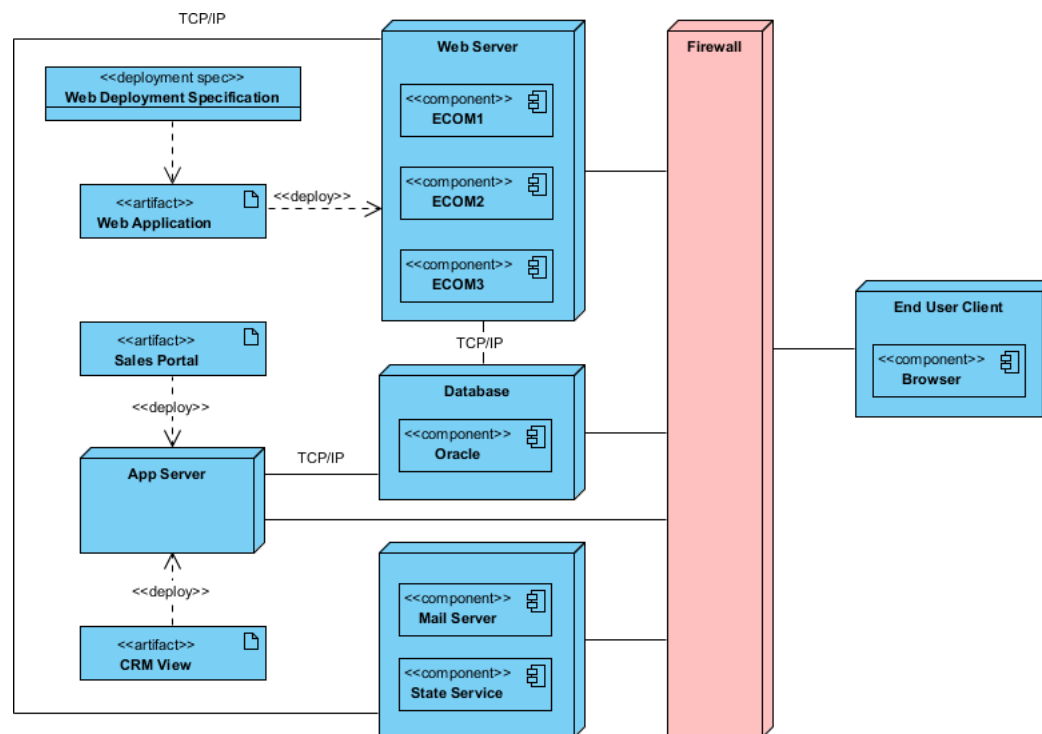 TCP/IP
Web Server
Firewall
<<deployment spec>>
Web Deployment Specification
<<component>>
ECOM1
<<artifact>>
Web Application
<<deploy>>
<<component>>
ECOM2
<<component>>
ECOM3
End User Client
<<component>>
Browser
<<artifact>>
Sales Portal
TCP/IP
<<deploy>>
Database
<<component>>
Oracle
App Server
TCP/IP
<<deploy>>
<<component>>
Mail Server
<<artifact>>
CRM View
<<component>>
State Service